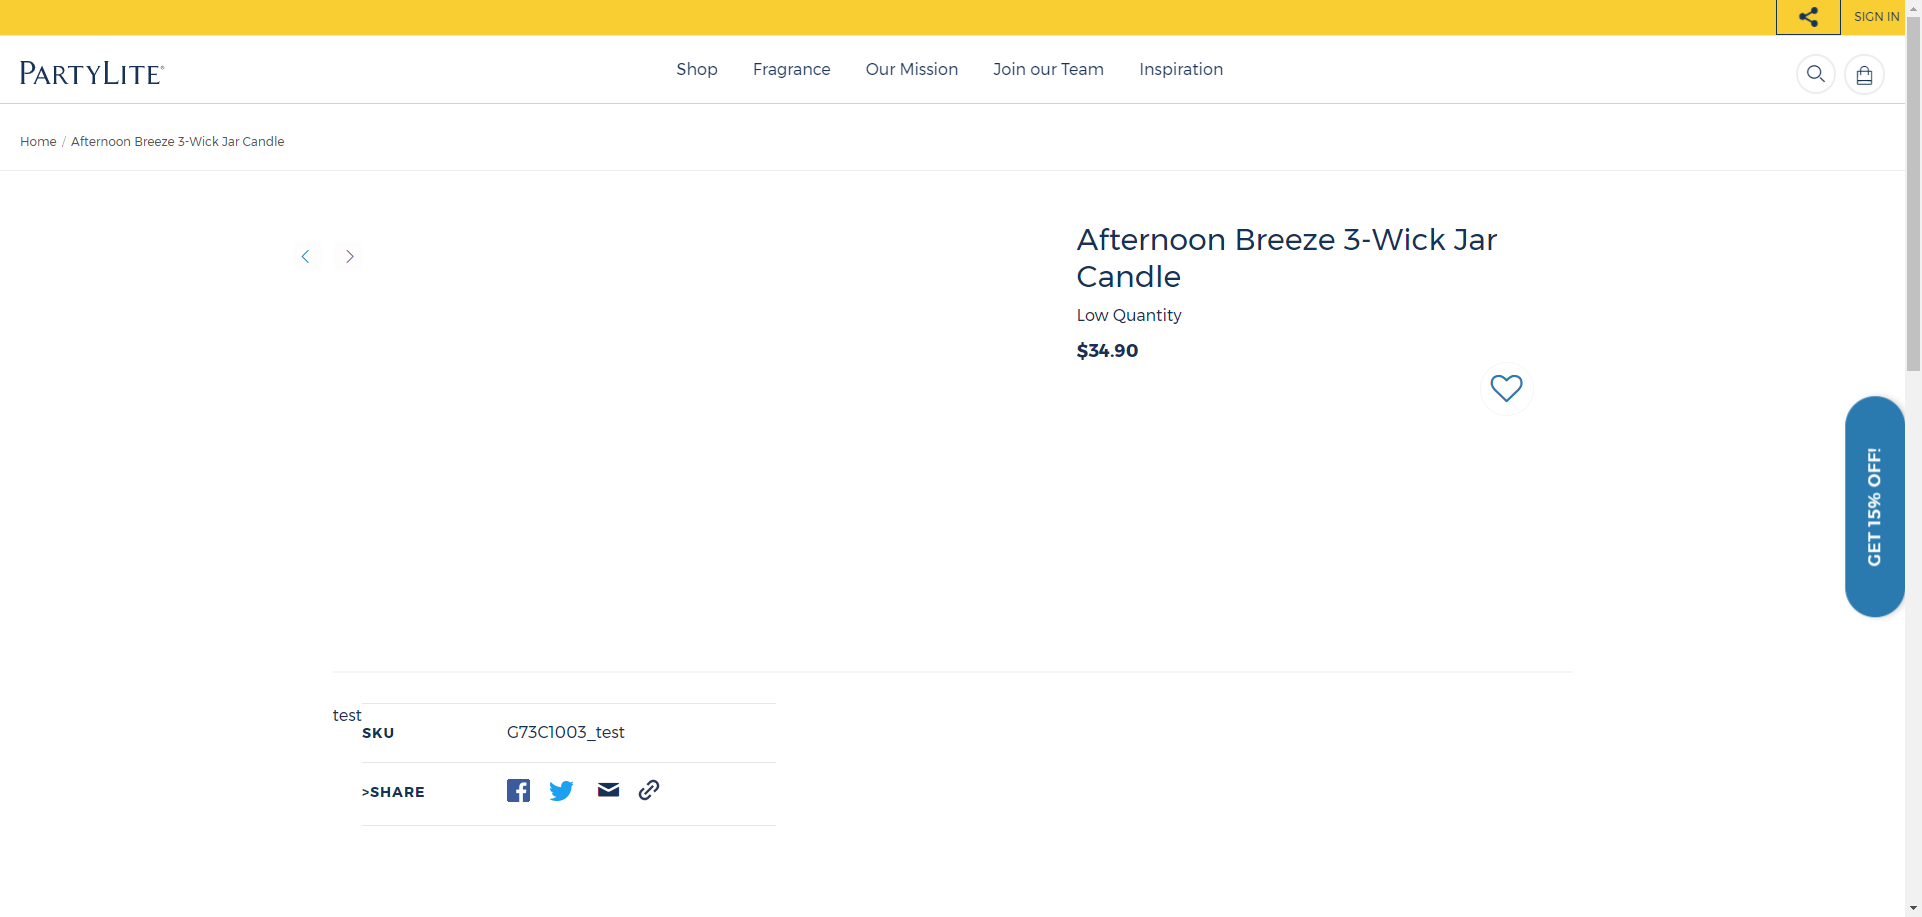 SIGN IN
PARTYLITE®
Shop Fragrance Our Mission Join our Team Inspiration
Home / Afternoon Breeze 3-Wick Jar Candle
Afternoon Breeze 3-Wick Jar
Candle
Low Quantity
$34.90
GET 15% OFF!
test
SKU G73C1003_test
>SHARE